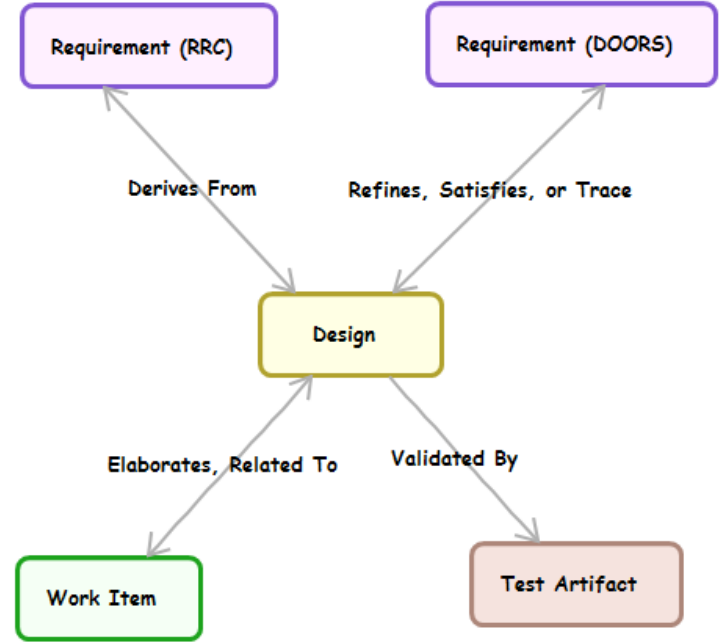 Requirement (RRC)
Requirement (DOORS)
Derives From
Refines, Satisfies, or Trace
Design
Elaborates, Related To
Validated By
Work Item
Test Artifact